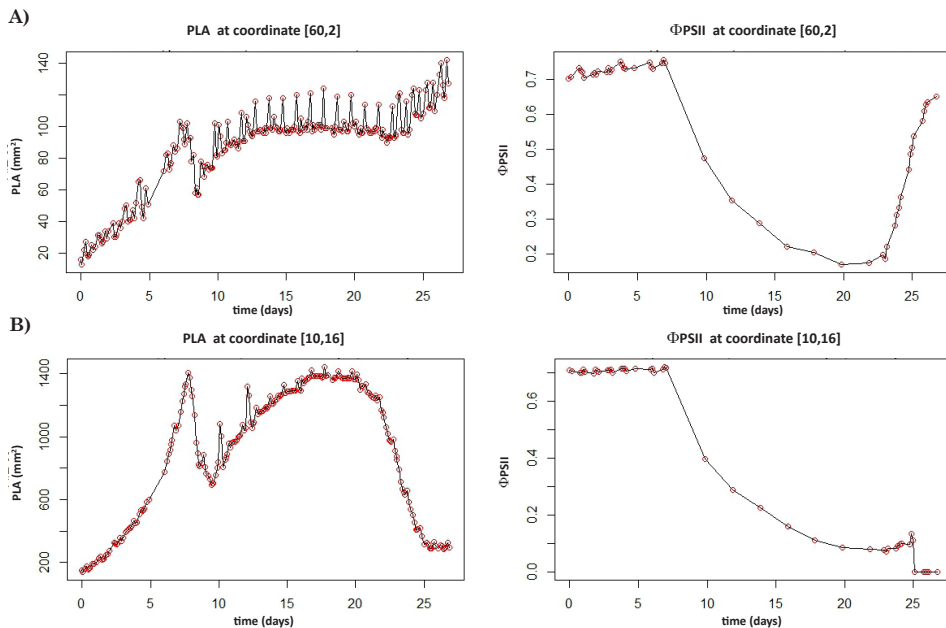 A)
PLA at coordinate [60,2]
ΦPSII at coordinate [60,2]
PLA (mm²)
140
100
80
60
40
20
0 5 10 15 20 25
time (days)
ΦPSII
0.7
0.5
0.4
0.3
0.2
0 5 10 15 20 25
time (days)
B)
PLA at coordinate [10,16]
ΦPSII at coordinate [10,16]
PLA (mm²)
1400
1000
600
200
0 5 10 15 20 25
time (days)
ΦPSII
0.6
0.4
0.2
0.0
0 5 10 15 20 25
time (days)